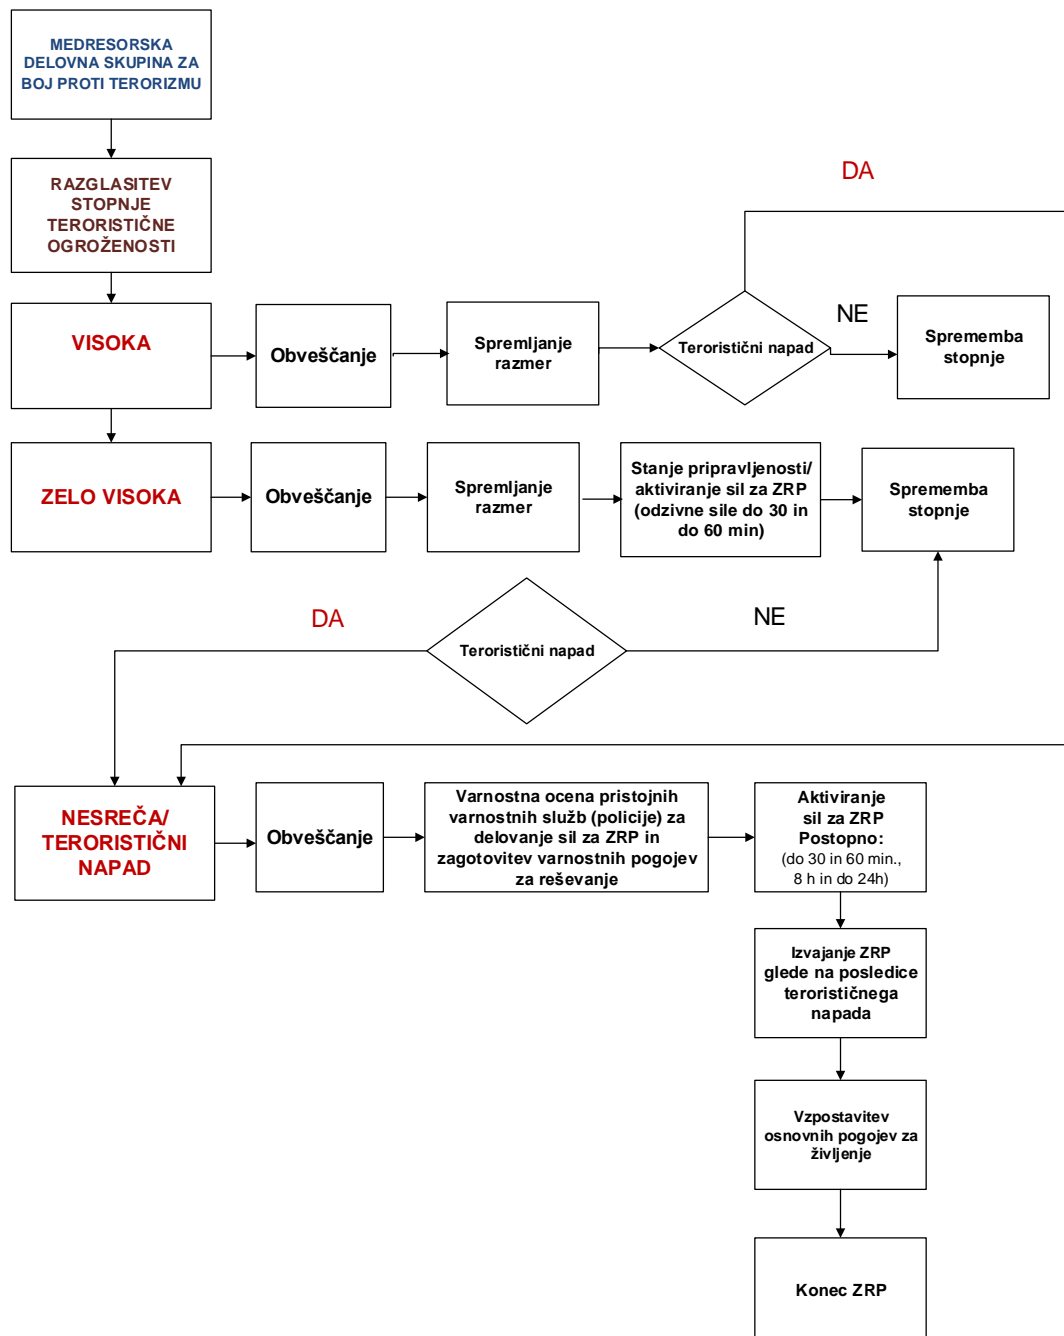 MEDRESORSKA
DELOVNA SKUPINA ZA
BOJ PROTI TERORIZMU
RAZGLASITEV
STOPNJE
TERORISTIČNE
OGROŽENOSTI
DA
VISOKA
Obveščanje
Spremljanje
razmer
Teroristični napad
NE
Sprememba
stopnje
ZELO VISOKA
Obveščanje
Spremljanje
razmer
Stanje pripravljenosti/
aktiviranje sil za ZRP
(odzivne sile do 30 in
do 60 min)
Sprememba
stopnje
DA
Teroristični napad
NE
NESREČA/
TERORISTIČNI
NAPAD
Obveščanje
Varnostna ocena pristojnih
varnostnih služb (policije) za
delovanje sil za ZRP in
zagotovitev varnostnih pogojev
za reševanje
Aktiviranje
sil za ZRP
Postopno:
(do 30 in 60 min.,
8 h in do 24h)
Izvajanje ZRP
glede na posledice
terorističnega
napada
Vzpostavitev
osnovnih pogojev za
življenje
Konec ZRP